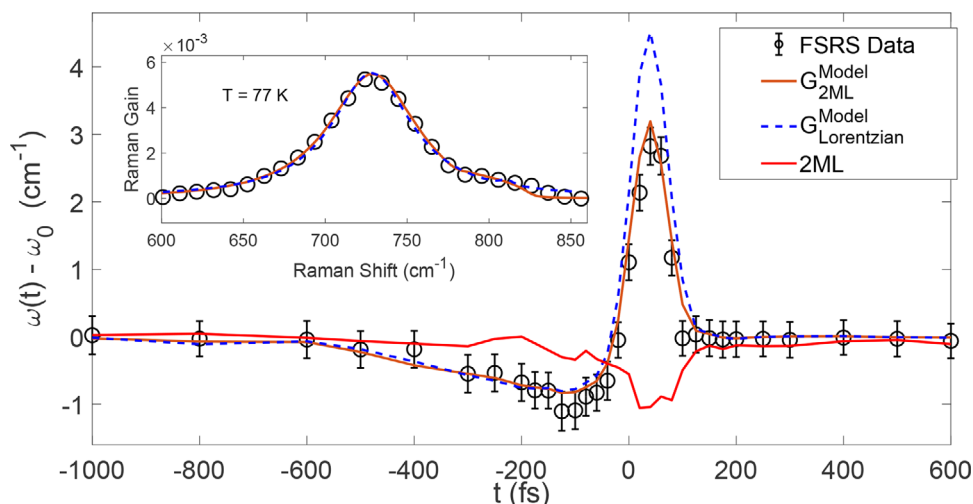 × 10⁻³
6
4
2
0
Raman Gain
T = 77 K
600 650 700 750 800 850
Raman Shift (cm⁻¹)
FSRS Data
G Model 2ML
G Model Lorentzian
2ML
4
3
2
1
0
-1
ω(t) - ω₀ (cm⁻¹)
-1000 -800 -600 -400 -200 0 200 400 600
t (fs)